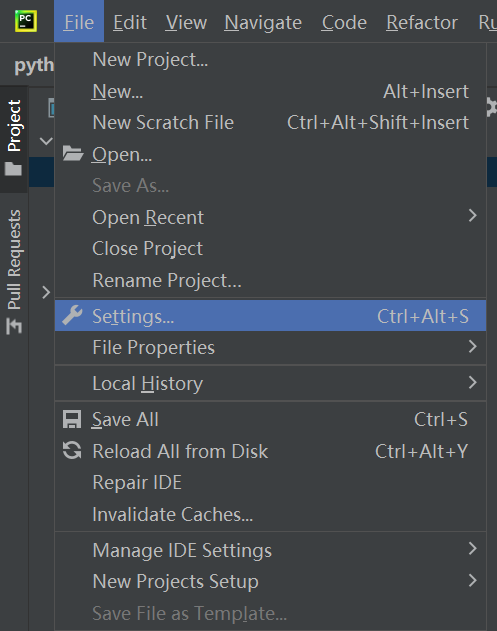 PC
File Edit View Navigate Code Refactor Ru
pyth
Project
Pull Requests
New Project...
New... Alt+Insert
New Scratch File Ctrl+Alt+Shift+Insert
Open...
Save As...
Open Recent
Close Project
Rename Project...
Settings... Ctrl+Alt+S
File Properties
Local History
Save All Ctrl+S
Reload All from Disk Ctrl+Alt+Y
Repair IDE
Invalidate Caches...
Manage IDE Settings
New Projects Setup
Save File as Template...